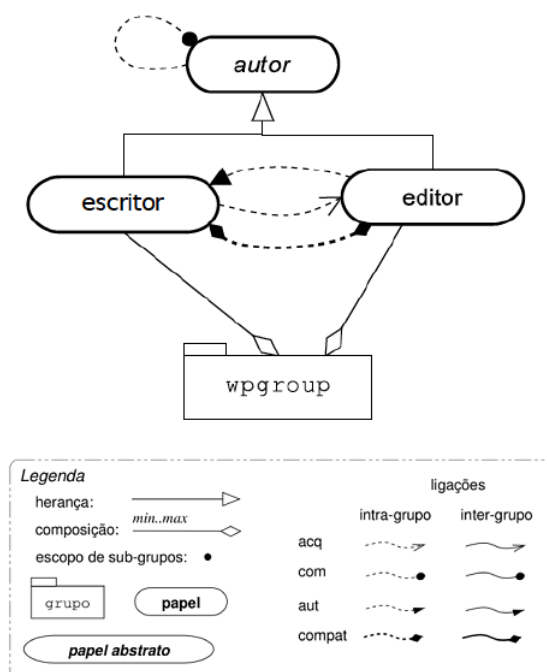 autor
escritor
editor
wpgroup
Legenda
herança:
composição: min..max
escopo de sub-grupos:
grupo
papel
papel abstrato
ligações
intra-grupo inter-grupo
acq
com
aut
compat